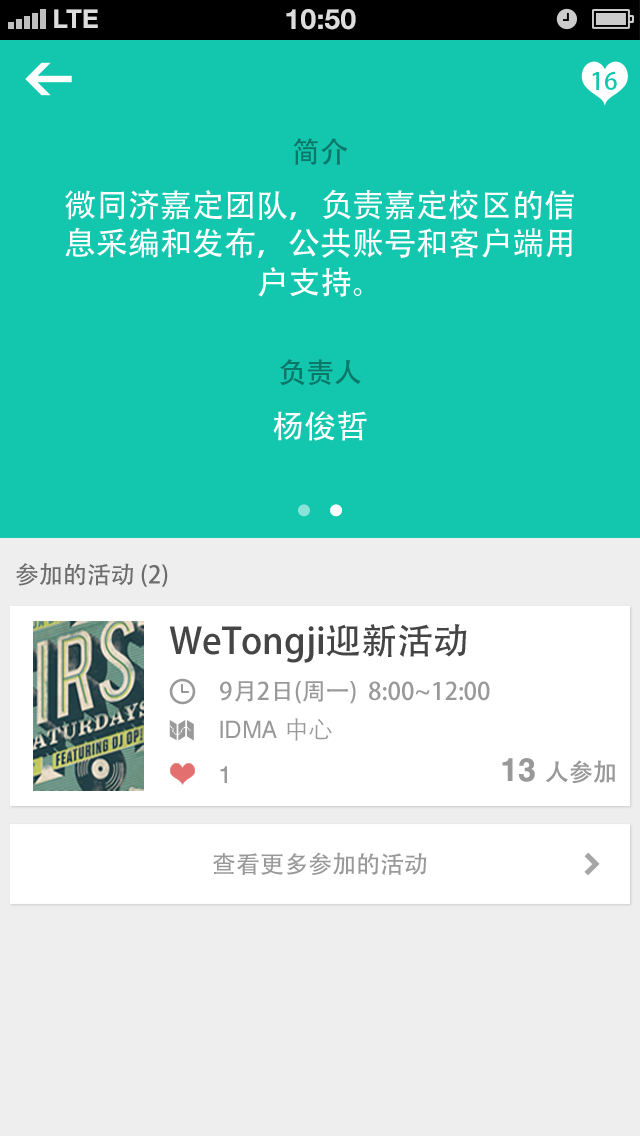 LTE 10:50
16
简介
微同济嘉定团队，负责嘉定校区的信
息采编和发布，公共账号和客户端用
户支持。
负责人
杨俊哲
参加的活动 (2)
IRS
ATURDAYS
FEATURING DJ OP
WeTongji迎新活动
9月2日(周一) 8:00~12:00
IDMA 中心
1
13 人参加
查看更多参加的活动